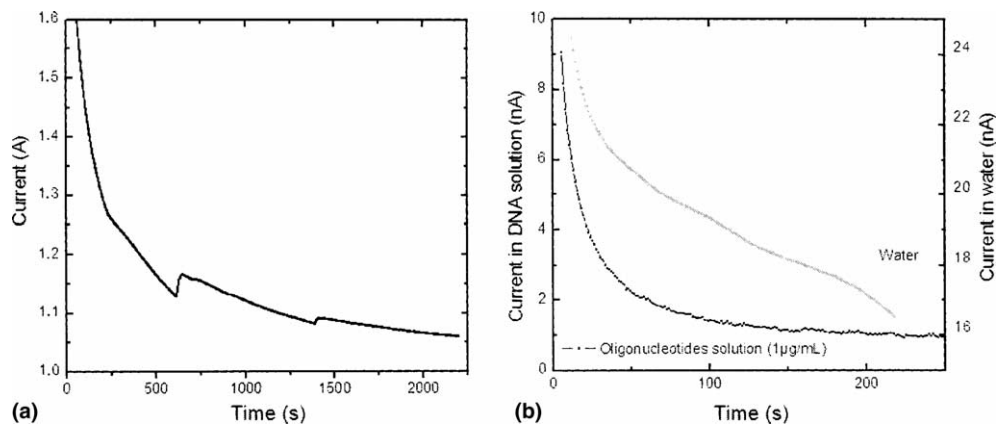 1.6
1.5
1.4
1.3
1.2
1.1
1.0
Current (A)
0 500 1000 1500 2000
Time (s)
(a)
10
8
6
4
2
0
Current in DNA solution (nA)
24
22
20
18
16
Current in water (nA)
Water
Oligonucleotides solution (1µg/mL)
0 100 200
Time (s)
(b)